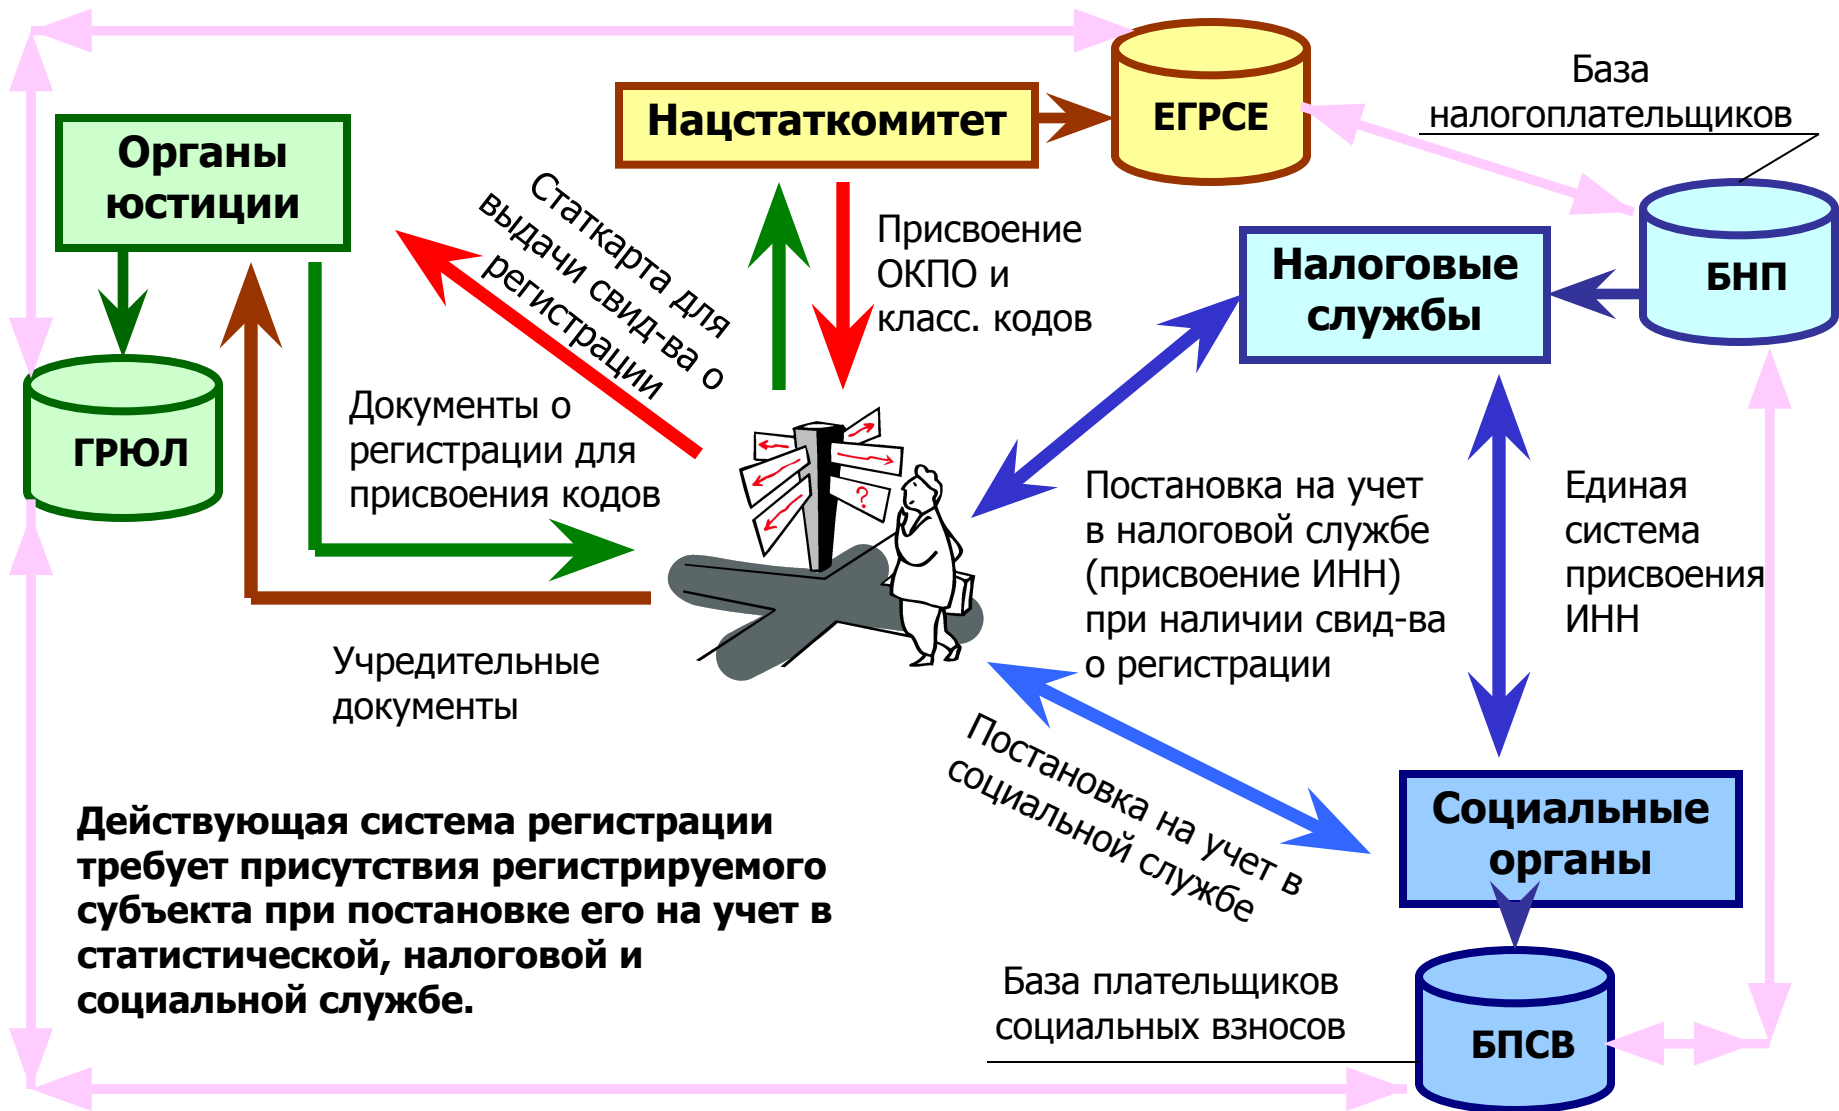 База
налогоплательщиков
ЕГРСЕ
Нацстаткомитет
Органы
юстиции
Статкарта для
выдачи свид-ва о
регистрации
Присвоение
ОКПО и
класс. кодов
Налоговые
службы
БНП
ГРЮЛ
Документы о
регистрации для
присвоения кодов
?
Постановка на учет
в налоговой службе
(присвоение ИНН)
при наличии свид-ва
о регистрации
Единая
система
присвоения
ИНН
Учредительные
документы
Постановка на учет в
социальной службе
Социальные
органы
Действующая система регистрации
требует присутствия регистрируемого
субъекта при постановке его на учет в
статистической, налоговой и
социальной службе.
База плательщиков
социальных взносов
БПСВ